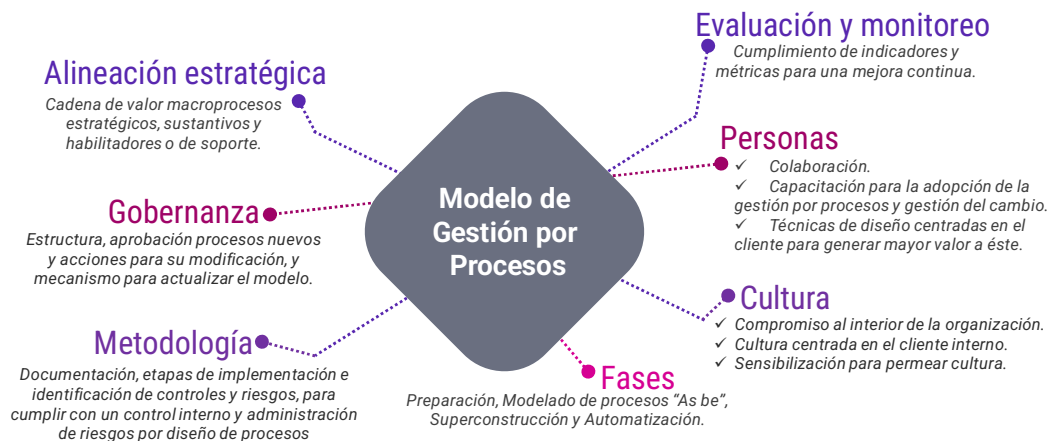 Evaluación y monitoreo
Cumplimiento de indicadores y
métricas para una mejora continua.
Alineación estratégica
Cadena de valor macroprocesos
estratégicos, sustantivos y
habilitadores o de soporte.
Personas
✓ Colaboración.
✓ Capacitación para la adopción de la
gestión por procesos y gestión del cambio.
✓ Técnicas de diseño centradas en el
cliente para generar mayor valor a éste.
Modelo de
Gestión por
Procesos
Gobernanza
Estructura, aprobación procesos nuevos
y acciones para su modificación, y
mecanismo para actualizar el modelo.
Cultura
✓ Compromiso al interior de la organización.
✓ Cultura centrada en el cliente interno.
✓ Sensibilización para permear cultura.
Metodología
Documentación, etapas de implementación e
identificación de controles y riesgos, para
cumplir con un control interno y administración
de riesgos por diseño de procesos
Fases
Preparación, Modelado de procesos “As be”,
Superconstrucción y Automatización.